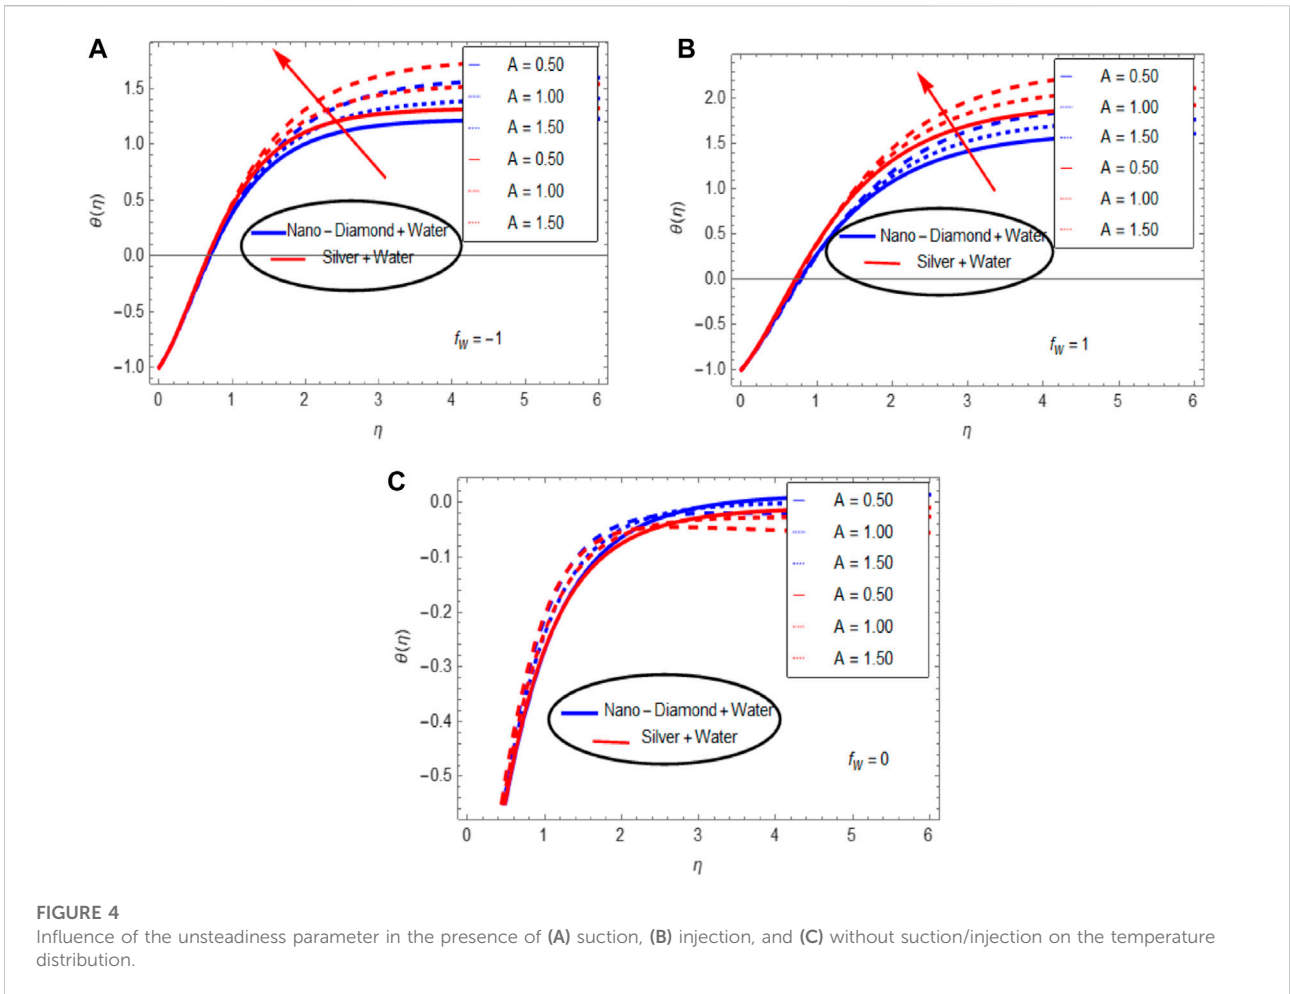 A
A = 0.50
A = 1.00
A = 1.50
A = 0.50
A = 1.00
A = 1.50
1.5
1.0
0.5
0.0
−0.5
−1.0
θ(η)
Nano − Diamond + Water
Silver + Water
f_W = −1
0 1 2 3 4 5 6
η
B
A = 0.50
A = 1.00
A = 1.50
A = 0.50
A = 1.00
A = 1.50
2.0
1.5
1.0
0.5
0.0
−0.5
−1.0
θ(η)
Nano − Diamond + Water
Silver + Water
f_W = 1
0 1 2 3 4 5 6
η
C
A = 0.50
A = 1.00
A = 1.50
A = 0.50
A = 1.00
A = 1.50
0.0
−0.1
−0.2
−0.3
−0.4
−0.5
θ(η)
Nano − Diamond + Water
Silver + Water
f_W = 0
0 1 2 3 4 5 6
η
FIGURE 4
Influence of the unsteadiness parameter in the presence of (A) suction, (B) injection, and (C) without suction/injection on the temperature
distribution.